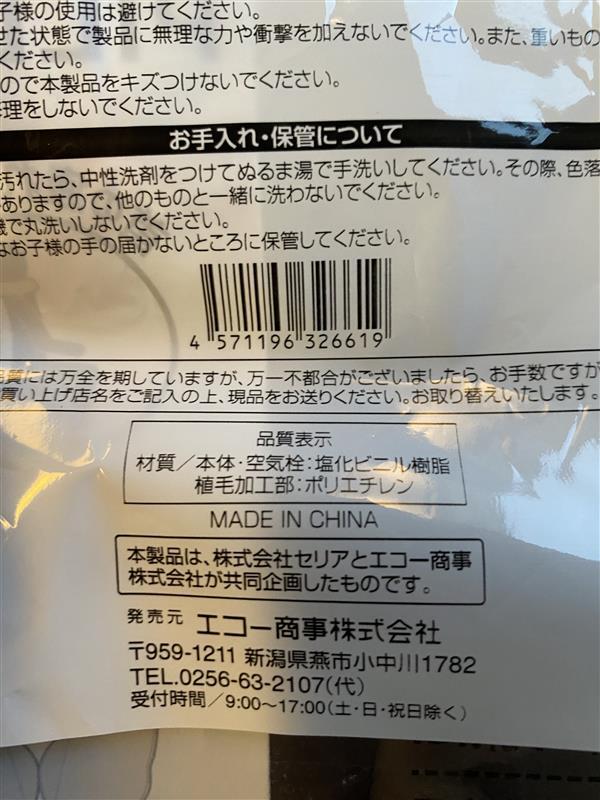 子様の使用は避けてください。
せた状態で製品に無理な力や衝撃を加えないでください。また、重いもの
ください。
ので本製品をキズつけないでください。
理をしないでください。
お手入れ・保管について
汚れたら、中性洗剤をつけてぬるま湯で手洗いしてください。その際、色落
ありますので、他のものと一緒に洗わないでください。
機で丸洗いしないでください。
なお子様の手の届かないところに保管してください。
4 571196 326619
品質には万全を期していますが、万一不都合がございましたら、お手数ですが
買い上げ店名をご記入の上、現品をお送りください。お取り替えいたします。
品質表示
材質/本体・空気栓:塩化ビニル樹脂
植毛加工部:ポリエチレン
MADE IN CHINA
本製品は、株式会社セリアとエコー商事
株式会社が共同企画したものです。
発売元 エコー商事株式会社
〒959-1211 新潟県燕市小中川1782
TEL.0256-63-2107(代)
受付時間/9:00〜17:00(土・日・祝日除く)